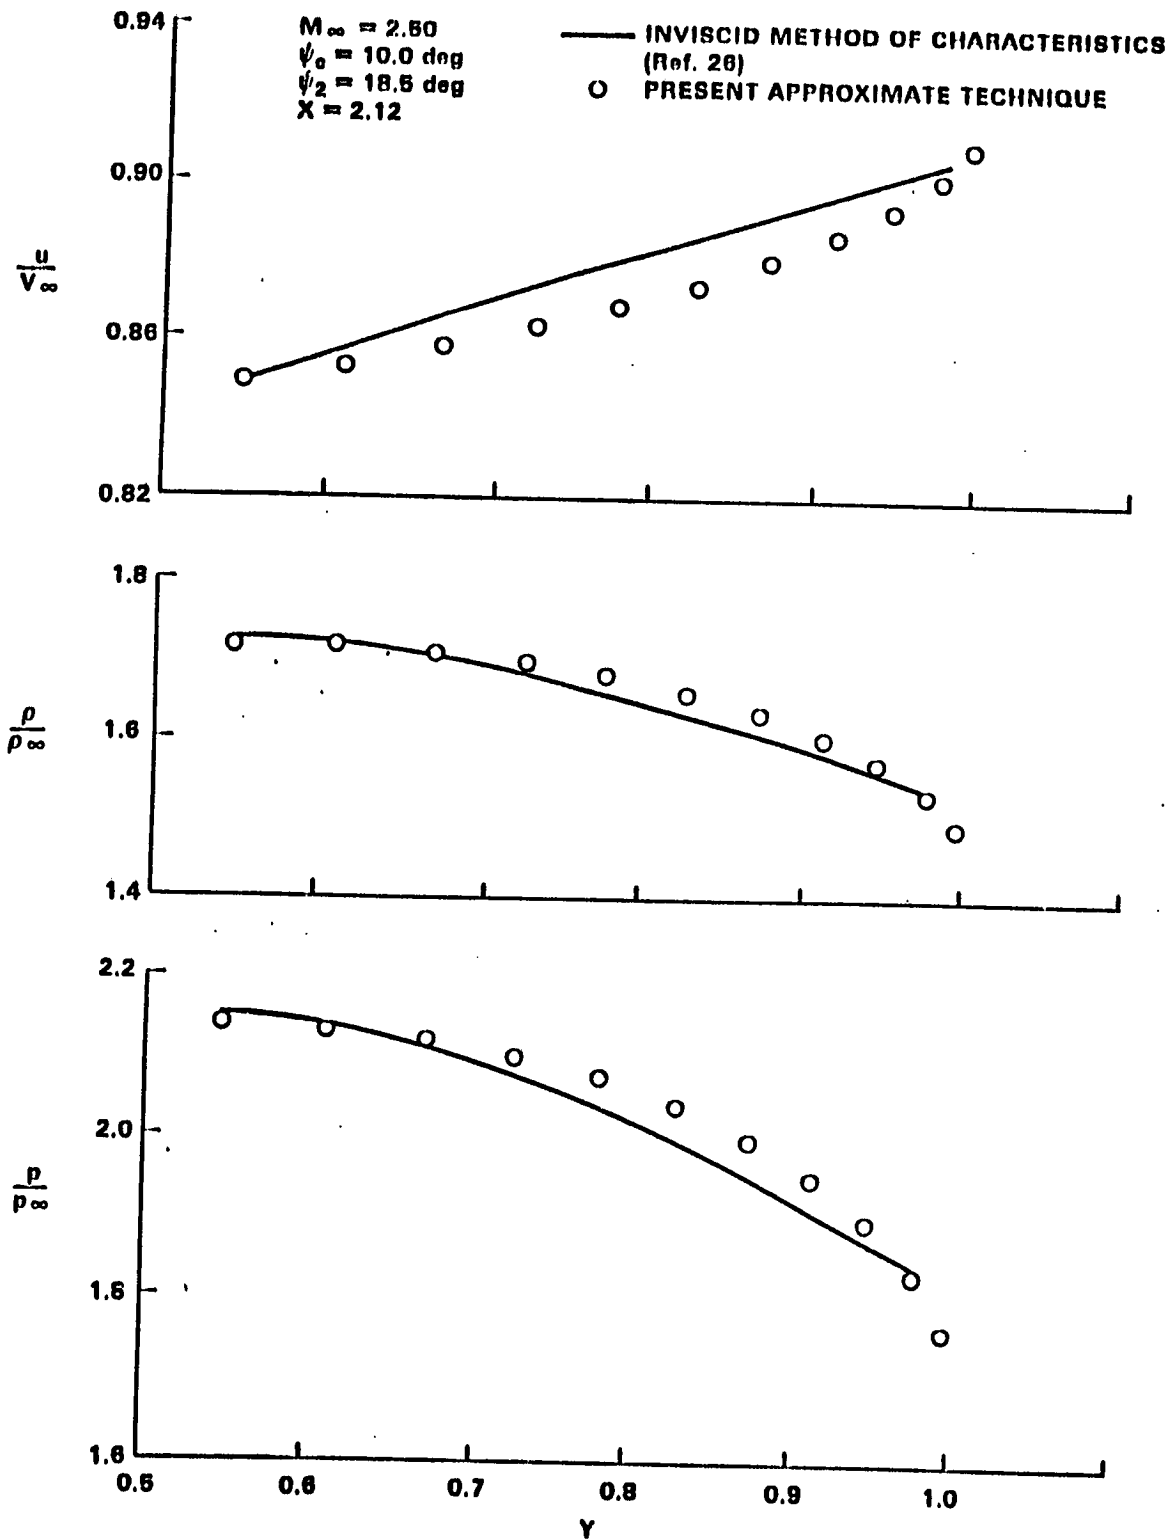 0.94
M∞ = 2.60
ψc = 10.0 deg
ψ2 = 18.5 deg
X = 2.12
INVISCID METHOD OF CHARACTERISTICS
(Ref. 26)
PRESENT APPROXIMATE TECHNIQUE
0.90
u
V∞
0.86
0.82
1.8
ρ
ρ∞
1.6
1.4
2.2
2.0
p
p∞
1.8
1.6
0.5 0.6 0.7 0.8 0.9 1.0
Y